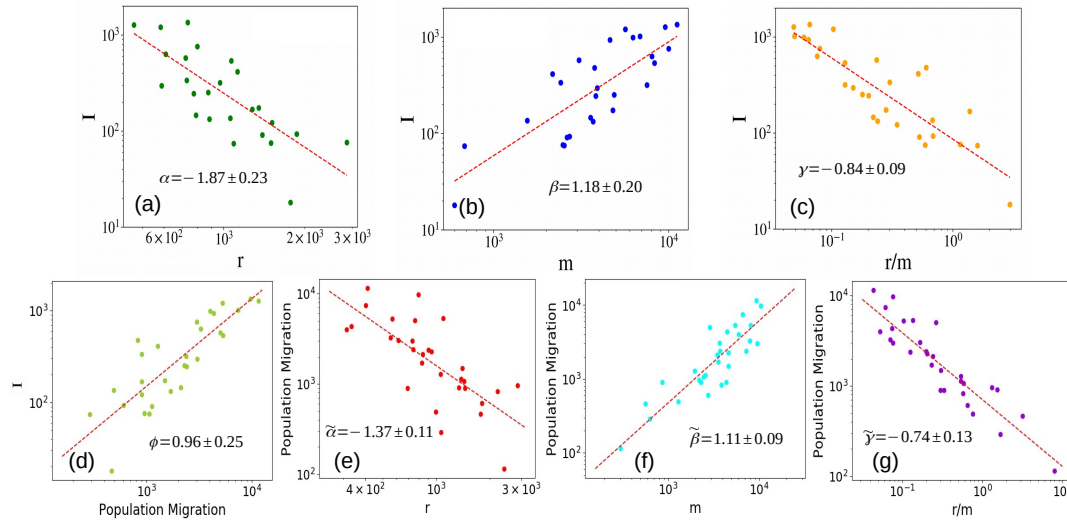 I
10³
10²
10¹
α=−1.87±0.23
(a)
6×10²
10³
2×10³
3×10³
r
I
10³
10²
10¹
β=1.18±0.20
(b)
10³
10⁴
m
I
10³
10²
10¹
γ=−0.84±0.09
(c)
10⁻¹
10⁰
r/m
I
10³
10²
ϕ=0.96±0.25
(d)
10³
10⁴
Population Migration
Population Migration
10⁴
10³
10²
α̃=−1.37±0.11
(e)
4×10²
10³
3×10³
r
Population Migration
10⁴
10³
10²
β̃=1.11±0.09
(f)
10³
10⁴
m
Population Migration
10⁴
10³
10²
γ̃=−0.74±0.13
(g)
10⁻¹
10⁰
10¹
r/m